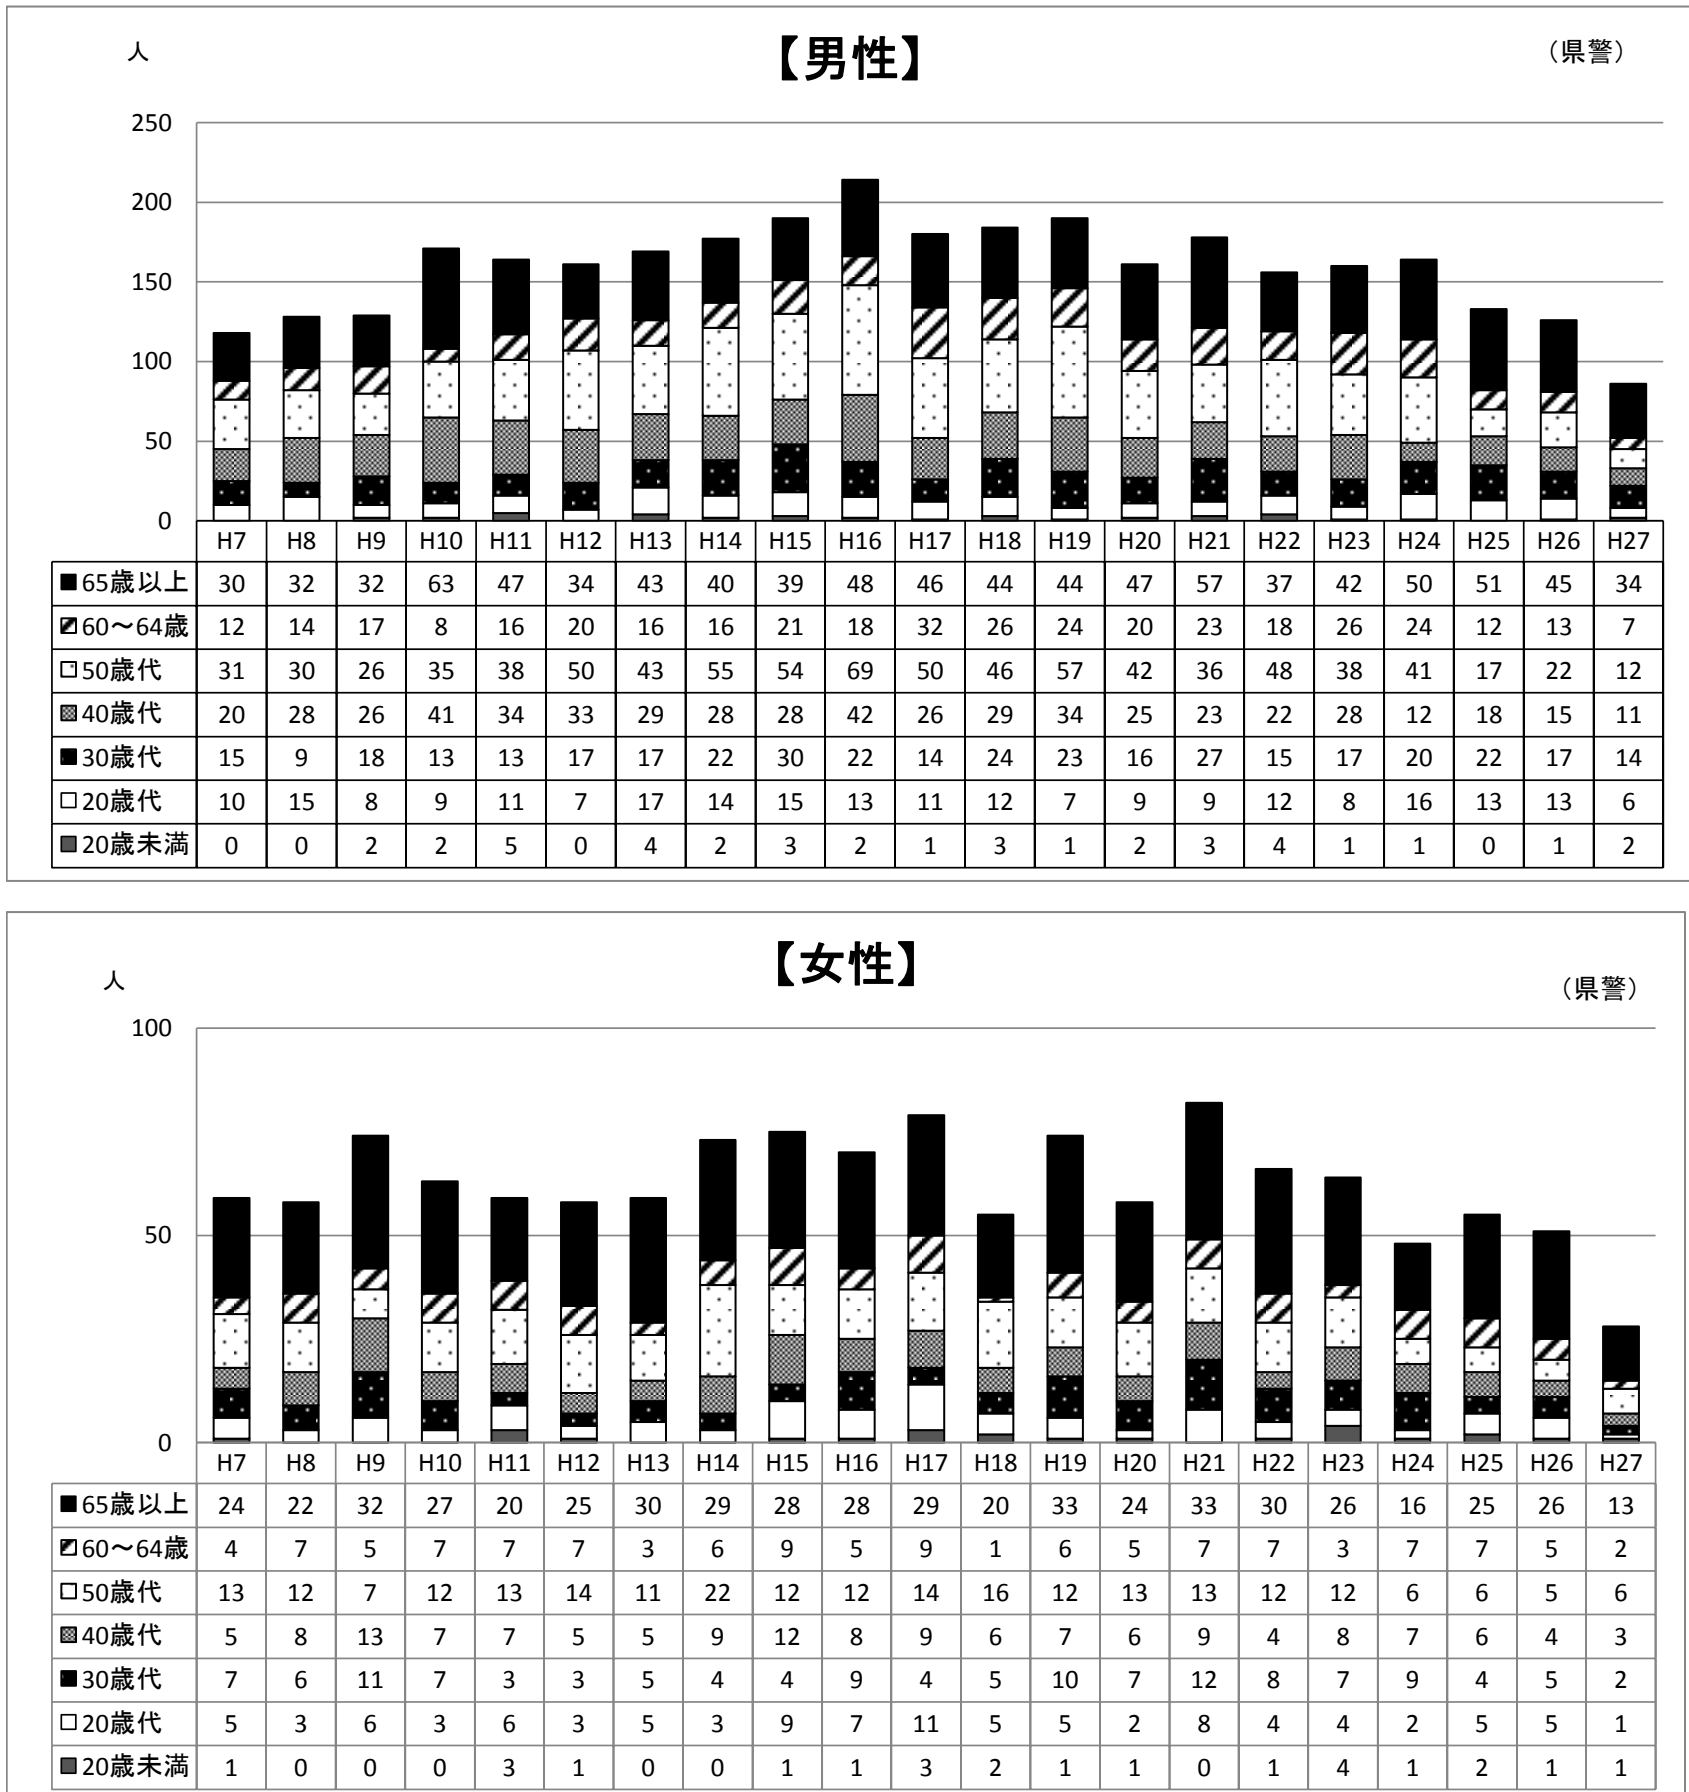 人
【男性】
（県警）
250
200
150
100
50
0
H7 H8 H9 H10 H11 H12 H13 H14 H15 H16 H17 H18 H19 H20 H21 H22 H23 H24 H25 H26 H27
65歳以上 30 32 32 63 47 34 43 40 39 48 46 44 44 47 57 37 42 50 51 45 34
60～64歳 12 14 17 8 16 20 16 16 21 18 32 26 24 20 23 18 26 24 12 13 7
50歳代 31 30 26 35 38 50 43 55 54 69 50 46 57 42 36 48 38 41 17 22 12
40歳代 20 28 26 41 34 33 29 28 28 42 26 29 34 25 23 22 28 12 18 15 11
30歳代 15 9 18 13 13 17 17 22 30 22 14 24 23 16 27 15 17 20 22 17 14
20歳代 10 15 8 9 11 7 17 14 15 13 11 12 7 9 9 12 8 16 13 13 6
20歳未満 0 0 2 2 5 0 4 2 3 2 1 3 1 2 3 4 1 1 0 1 2
【女性】
人
（県警）
100
50
0
H7 H8 H9 H10 H11 H12 H13 H14 H15 H16 H17 H18 H19 H20 H21 H22 H23 H24 H25 H26 H27
65歳以上 24 22 32 27 20 25 30 29 28 28 29 20 33 24 33 30 26 16 25 26 13
60～64歳 4 7 5 7 7 7 3 6 9 5 9 1 6 5 7 7 3 7 7 5 2
50歳代 13 12 7 12 13 14 11 22 12 12 14 16 12 13 13 12 12 6 6 5 6
40歳代 5 8 13 7 7 5 5 9 12 8 9 6 7 6 9 4 8 7 6 4 3
30歳代 7 6 11 7 3 3 5 4 4 9 4 5 10 7 12 8 7 9 4 5 2
20歳代 5 3 6 3 6 3 5 3 9 7 11 5 5 2 8 4 4 2 5 5 1
20歳未満 1 0 0 0 3 1 0 0 1 1 3 2 1 1 0 1 4 1 2 1 1